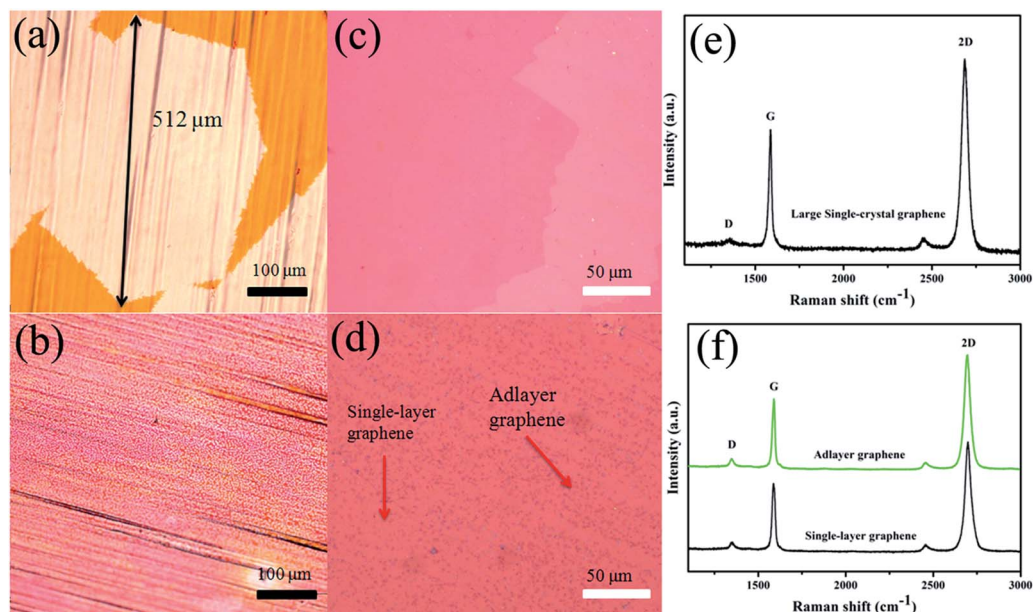 (a)
512 μm
100 μm
(c)
50 μm
(e)
2D
G
D
Large Single-crystal graphene
Intensity (a.u.)
1500 2000 2500 3000
Raman shift (cm⁻¹)
(b)
100 μm
(d)
Single-layer
graphene
Adlayer
graphene
50 μm
(f)
2D
G
D
Adlayer graphene
Single-layer graphene
Intensity (a.u.)
1500 2000 2500 3000
Raman shift (cm⁻¹)